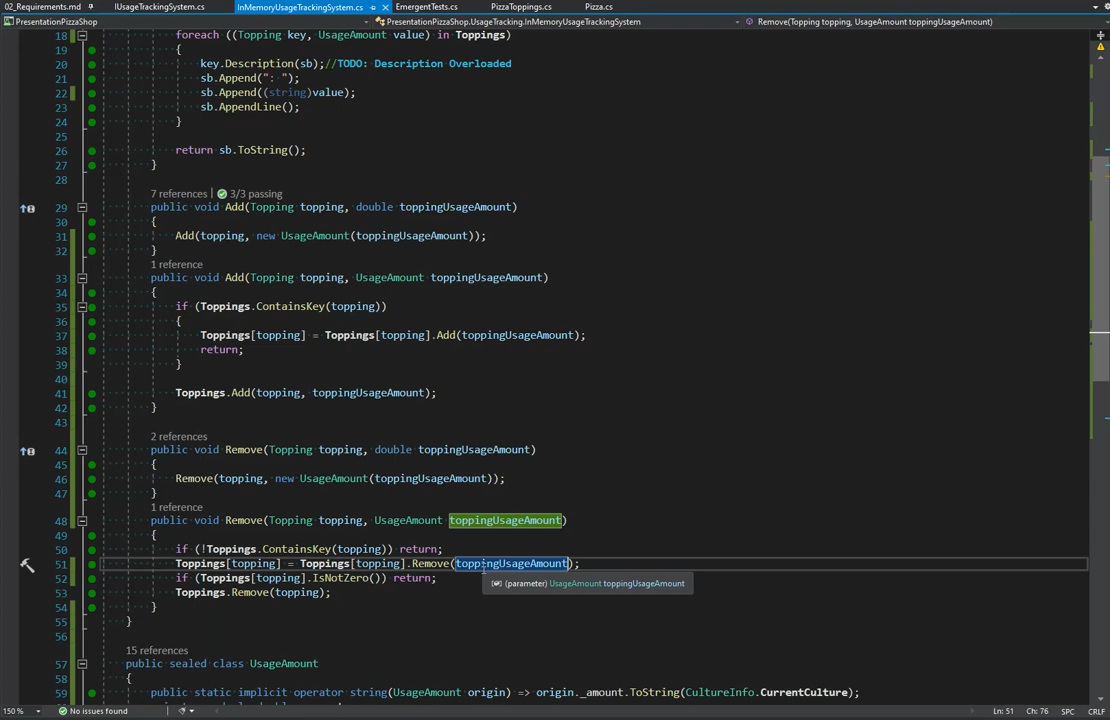 02_Requirements.md IUsageTrackingSystem.cs InMemoryUsageTrackingSystem.cs EmergentTests.cs PizzaToppings.cs Pizza.cs
PresentationPizzaShop PresentationPizzaShop.UsageTracking.InMemoryUsageTrackingSystem Remove(Topping topping, UsageAmount toppingUsageAmount)
18 foreach ((Topping key, UsageAmount value) in Toppings)
19 {
20 key.Description(sb);//TODO: Description Overloaded
21 sb.Append(": ");
22 sb.Append((string)value);
23 sb.AppendLine();
24 }
25
26 return sb.ToString();
27 }
28
7 references | 3/3 passing
29 public void Add(Topping topping, double toppingUsageAmount)
30 {
31 Add(topping, new UsageAmount(toppingUsageAmount));
32 }
1 reference
33 public void Add(Topping topping, UsageAmount toppingUsageAmount)
34 {
35 if (Toppings.ContainsKey(topping))
36 {
37 Toppings[topping] = Toppings[topping].Add(toppingUsageAmount);
38 return;
39 }
40
41 Toppings.Add(topping, toppingUsageAmount);
42 }
43
2 references
44 public void Remove(Topping topping, double toppingUsageAmount)
45 {
46 Remove(topping, new UsageAmount(toppingUsageAmount));
47 }
1 reference
48 public void Remove(Topping topping, UsageAmount toppingUsageAmount)
49 {
50 if (!Toppings.ContainsKey(topping)) return;
51 Toppings[topping] = Toppings[topping].Remove(toppingUsageAmount);
52 if (Toppings[topping].IsNotZero()) return;
(parameter) UsageAmount toppingUsageAmount
53 Toppings.Remove(topping);
54 }
55 }
56
15 references
57 public sealed class UsageAmount
58 {
59 public static implicit operator string(UsageAmount origin) => origin._amount.ToString(CultureInfo.CurrentCulture);
150 % No issues found Ln: 51 Ch: 76 SPC CRLF